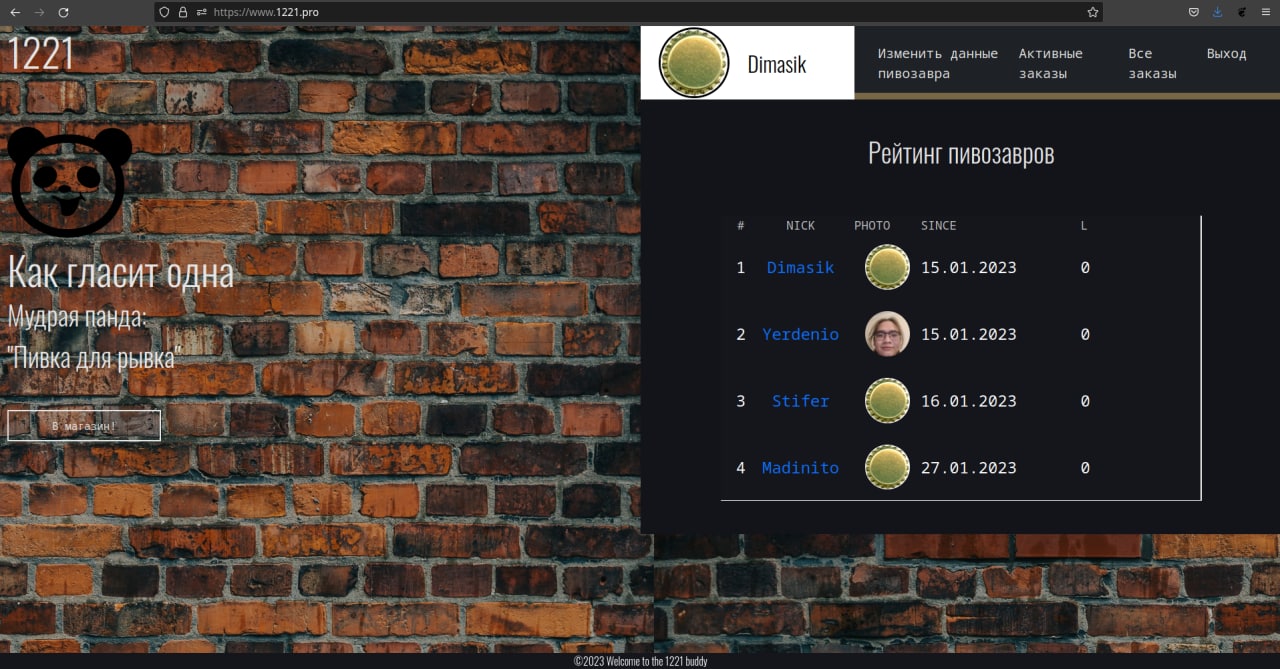 https://www.1221.pro
1221
Как гласит одна
Мудрая панда:
"Пивка для рывка"
В магазин!
Dimasik
Изменить данные
пивозавра
Активные
заказы
Все
заказы
Выход
Рейтинг пивозавров
# NICK PHOTO SINCE L
1 Dimasik 15.01.2023 0
2 Yerdenio 15.01.2023 0
3 Stifer 16.01.2023 0
4 Madinito 27.01.2023 0
©2023 Welcome to the 1221 buddy